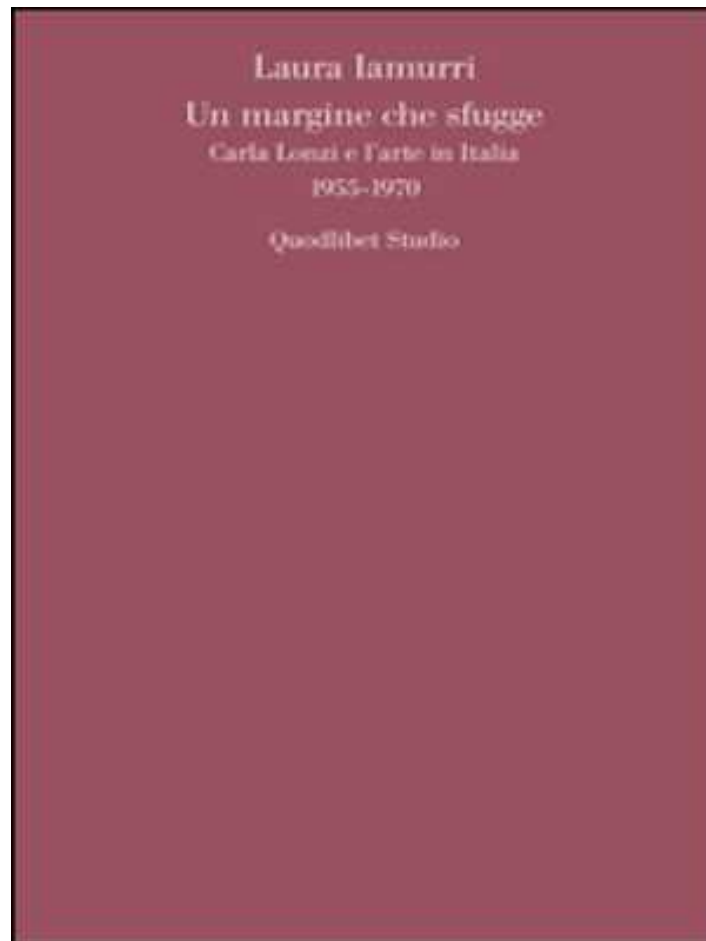 Laura Iamurri
Un margine che sfugge
Carla Lonzi e l'arte in Italia
1955-1970
Quodlibet Studio